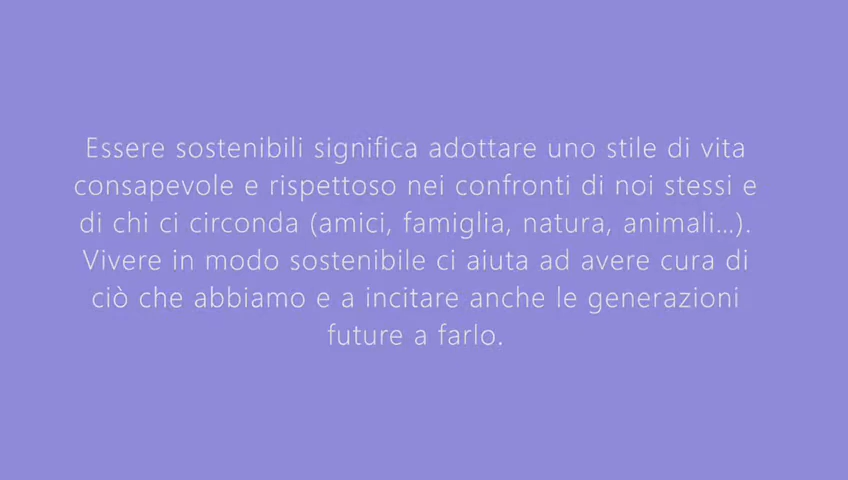 Essere sostenibili significa adottare uno stile di vita
consapevole e rispettoso nei confronti di noi stessi e
di chi ci circonda (amici, famiglia, natura, animali...).
Vivere in modo sostenibile ci aiuta ad avere cura di
ciò che abbiamo e a incitare anche le generazioni
future a farlo.